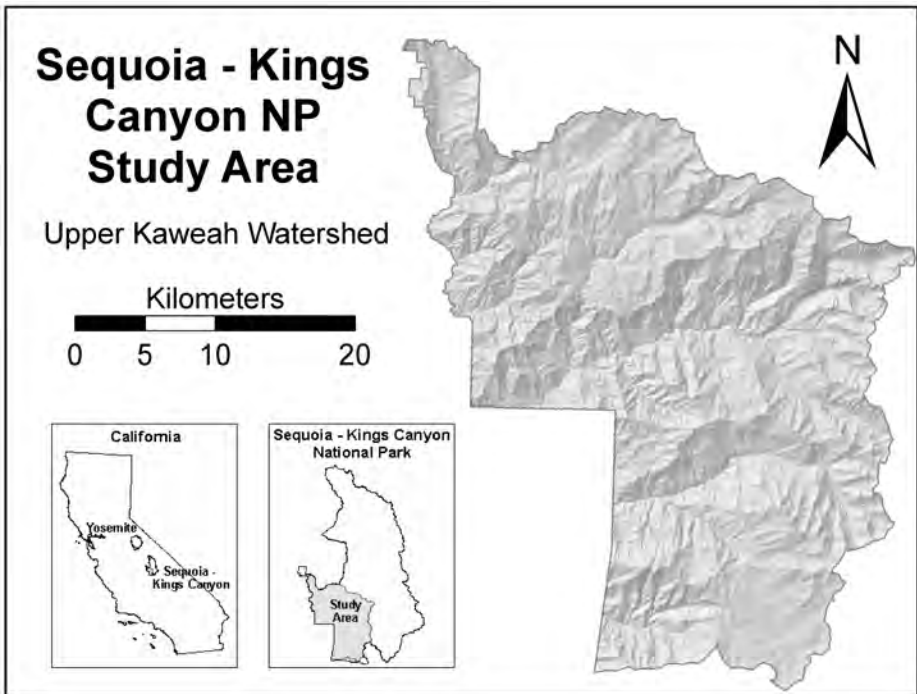 Sequoia - Kings
Canyon NP
Study Area
Upper Kaweah Watershed
N
Kilometers
0 5 10 20
California
Yosemite
Sequoia -
Kings Canyon
Sequoia - Kings Canyon
National Park
Study
Area